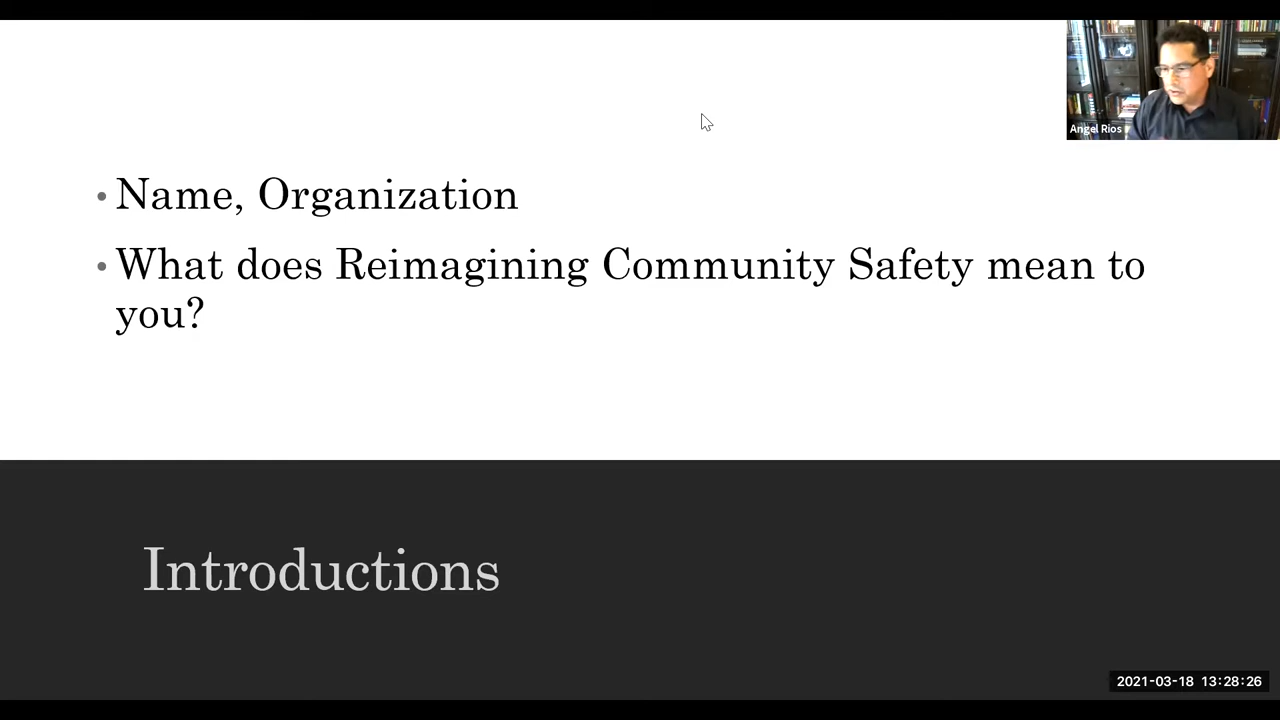 Angel Rios
• Name, Organization
• What does Reimagining Community Safety mean to
you?
Introductions
2021-03-18 13:28:26